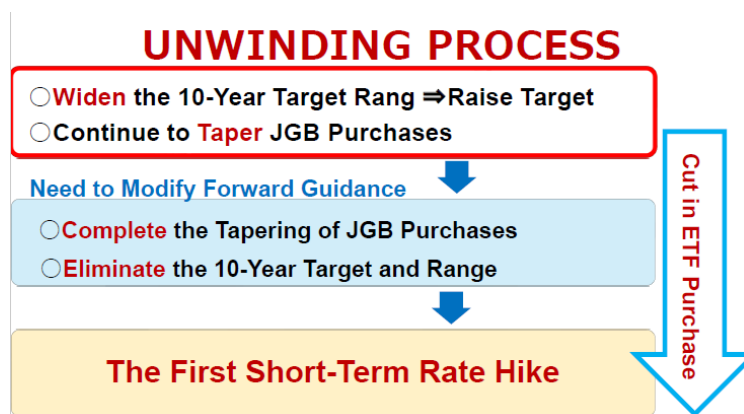 UNWINDING PROCESS
○Widen the 10-Year Target Rang ⇒Raise Target
○Continue to Taper JGB Purchases
Need to Modify Forward Guidance
○Complete the Tapering of JGB Purchases
○Eliminate the 10-Year Target and Range
The First Short-Term Rate Hike
Cut in ETF Purchase